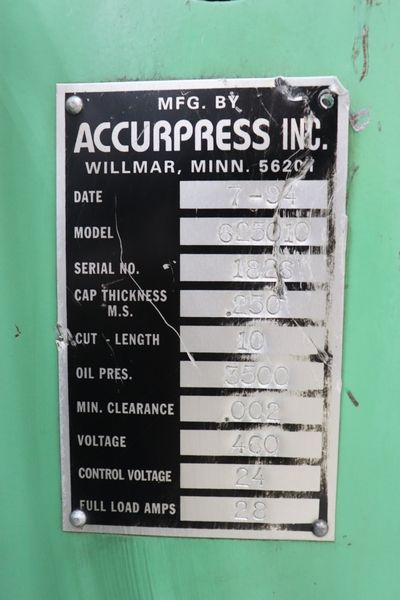 MFG. BY
ACCURPRESS INC.
WILLMAR, MINN. 56201
DATE 7-94
MODEL 625010
SERIAL NO.
CAP THICKNESS M.S. .250
CUT - LENGTH 10
OIL PRES. 3500
MIN. CLEARANCE .002
VOLTAGE 460
CONTROL VOLTAGE 24
FULL LOAD AMPS 28